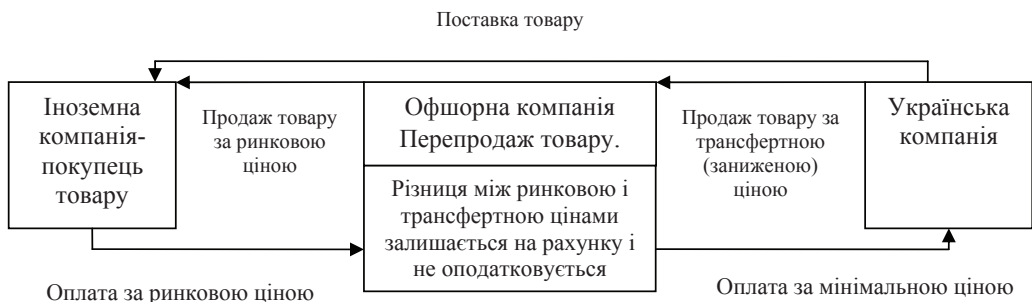 Поставка товару
Іноземна
компанія-
покупець
товару
Продаж товару
за ринковою
ціною
Офшорна компанія
Перепродаж товару.
Різниця між ринковою і
трансфертною цінами
залишається на рахунку і
не оподатковується
Продаж товару за
трансфертною
(заниженою)
ціною
Українська
компанія
Оплата за ринковою ціною
Оплата за мінімальною ціною